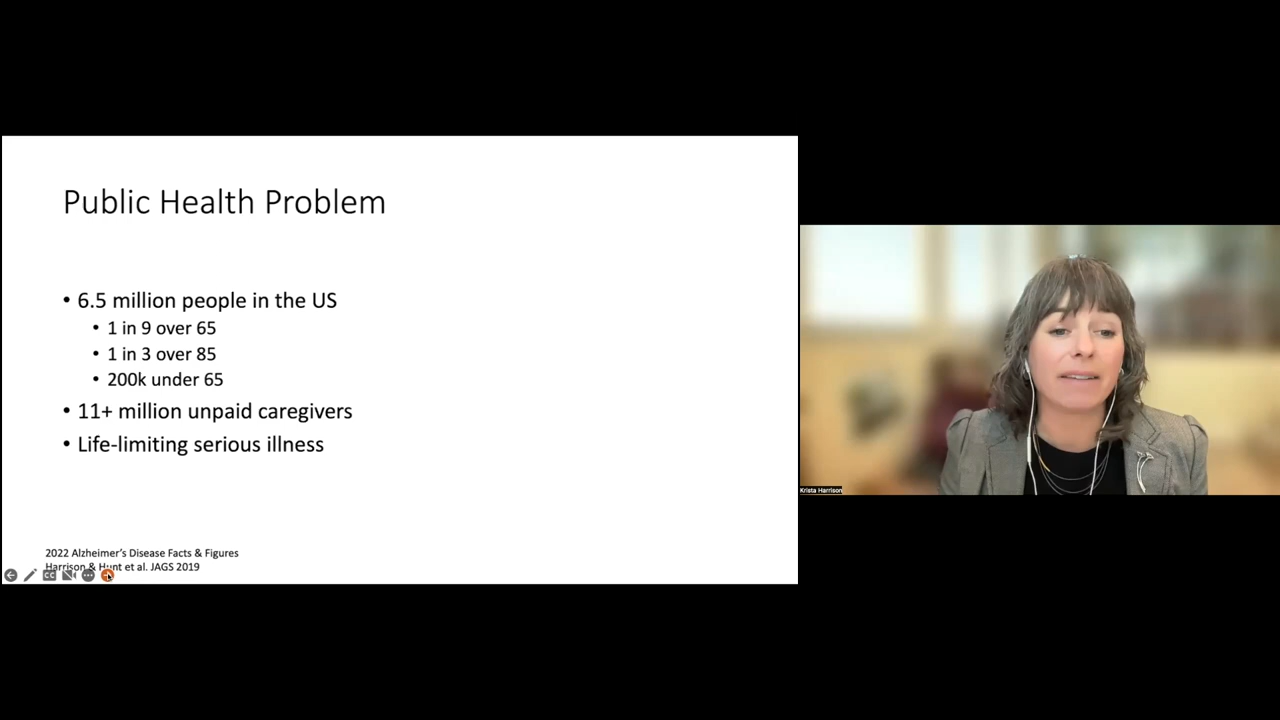 Public Health Problem
• 6.5 million people in the US
• 1 in 9 over 65
• 1 in 3 over 85
• 200k under 65
• 11+ million unpaid caregivers
• Life-limiting serious illness
2022 Alzheimer's Disease Facts & Figures
Harrison & Hunt et al. JAGS 2019
CC
Krista Harrison